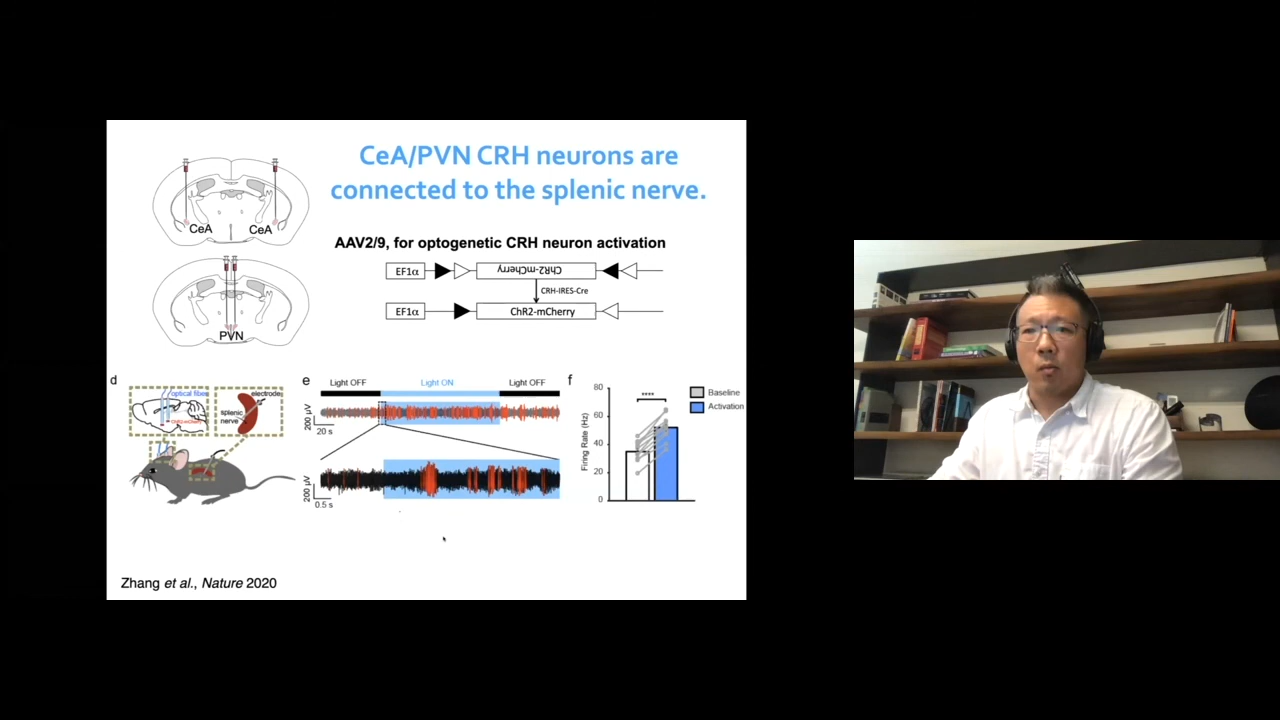 CeA/PVN CRH neurons are
connected to the splenic nerve.
CeA
CeA
PVN
AAV2/9, for optogenetic CRH neuron activation
EF1α
ChR2-mCherry
CRH-IRES-Cre
EF1α
ChR2-mCherry
d
optical fiber
ChR2-mCherry
electrode
splenic
nerve
e
Light OFF
Light ON
Light OFF
200 µV
20 s
200 µV
0.5 s
f
80
60
40
20
0
Firing Rate (Hz)
****
Baseline
Activation
Zhang et al., Nature 2020